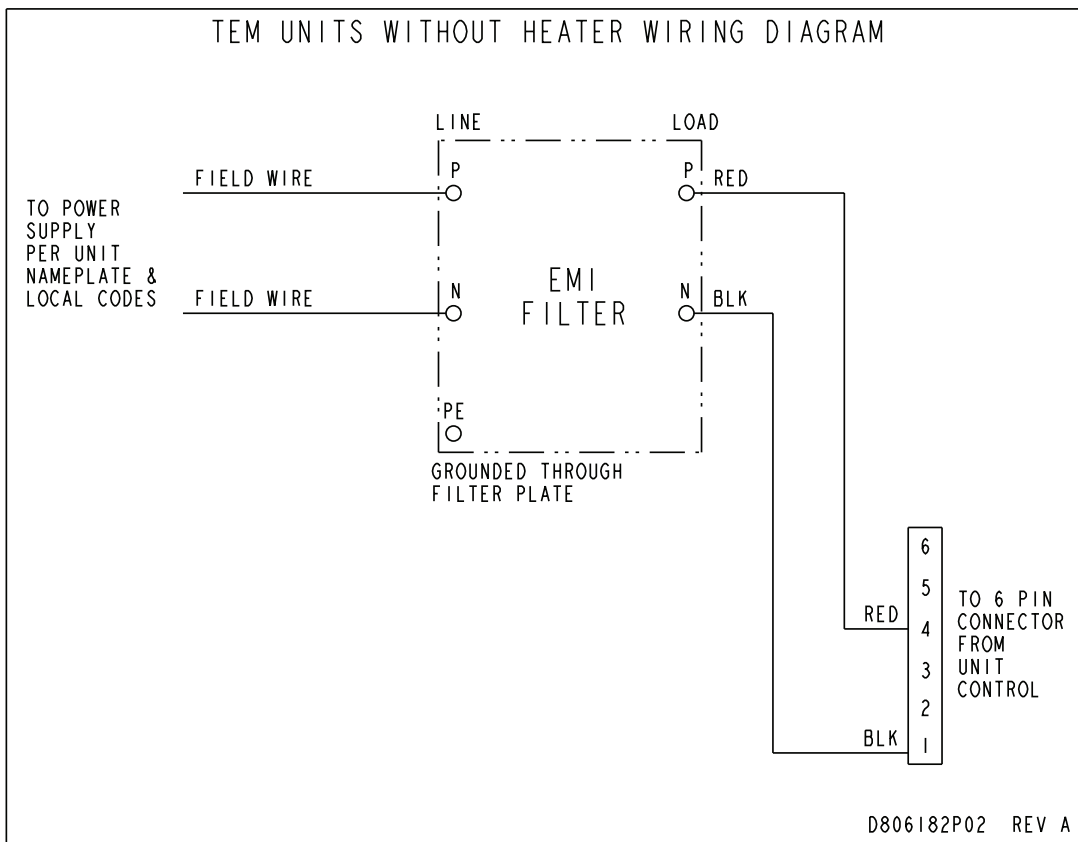 TEM UNITS WITHOUT HEATER WIRING DIAGRAM
LINE
LOAD
P
P
FIELD WIRE
RED
TO POWER
SUPPLY
PER UNIT
NAMEPLATE &
LOCAL CODES
FIELD WIRE
N
EMI
FILTER
N
BLK
PE
GROUNDED THROUGH
FILTER PLATE
6
5
RED
4
3
2
BLK
1
TO 6 PIN
CONNECTOR
FROM
UNIT
CONTROL
D806182P02 REV A